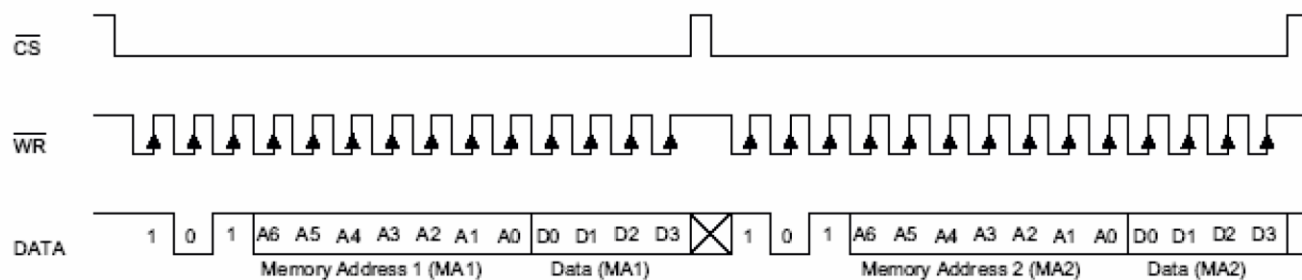 C̅S̅
W̅R̅
DATA 1 0 1 A6 A5 A4 A3 A2 A1 A0 D0 D1 D2 D3 1 0 1 A6 A5 A4 A3 A2 A1 A0 D0 D1 D2 D3
Memory Address 1 (MA1) Data (MA1) Memory Address 2 (MA2) Data (MA2)